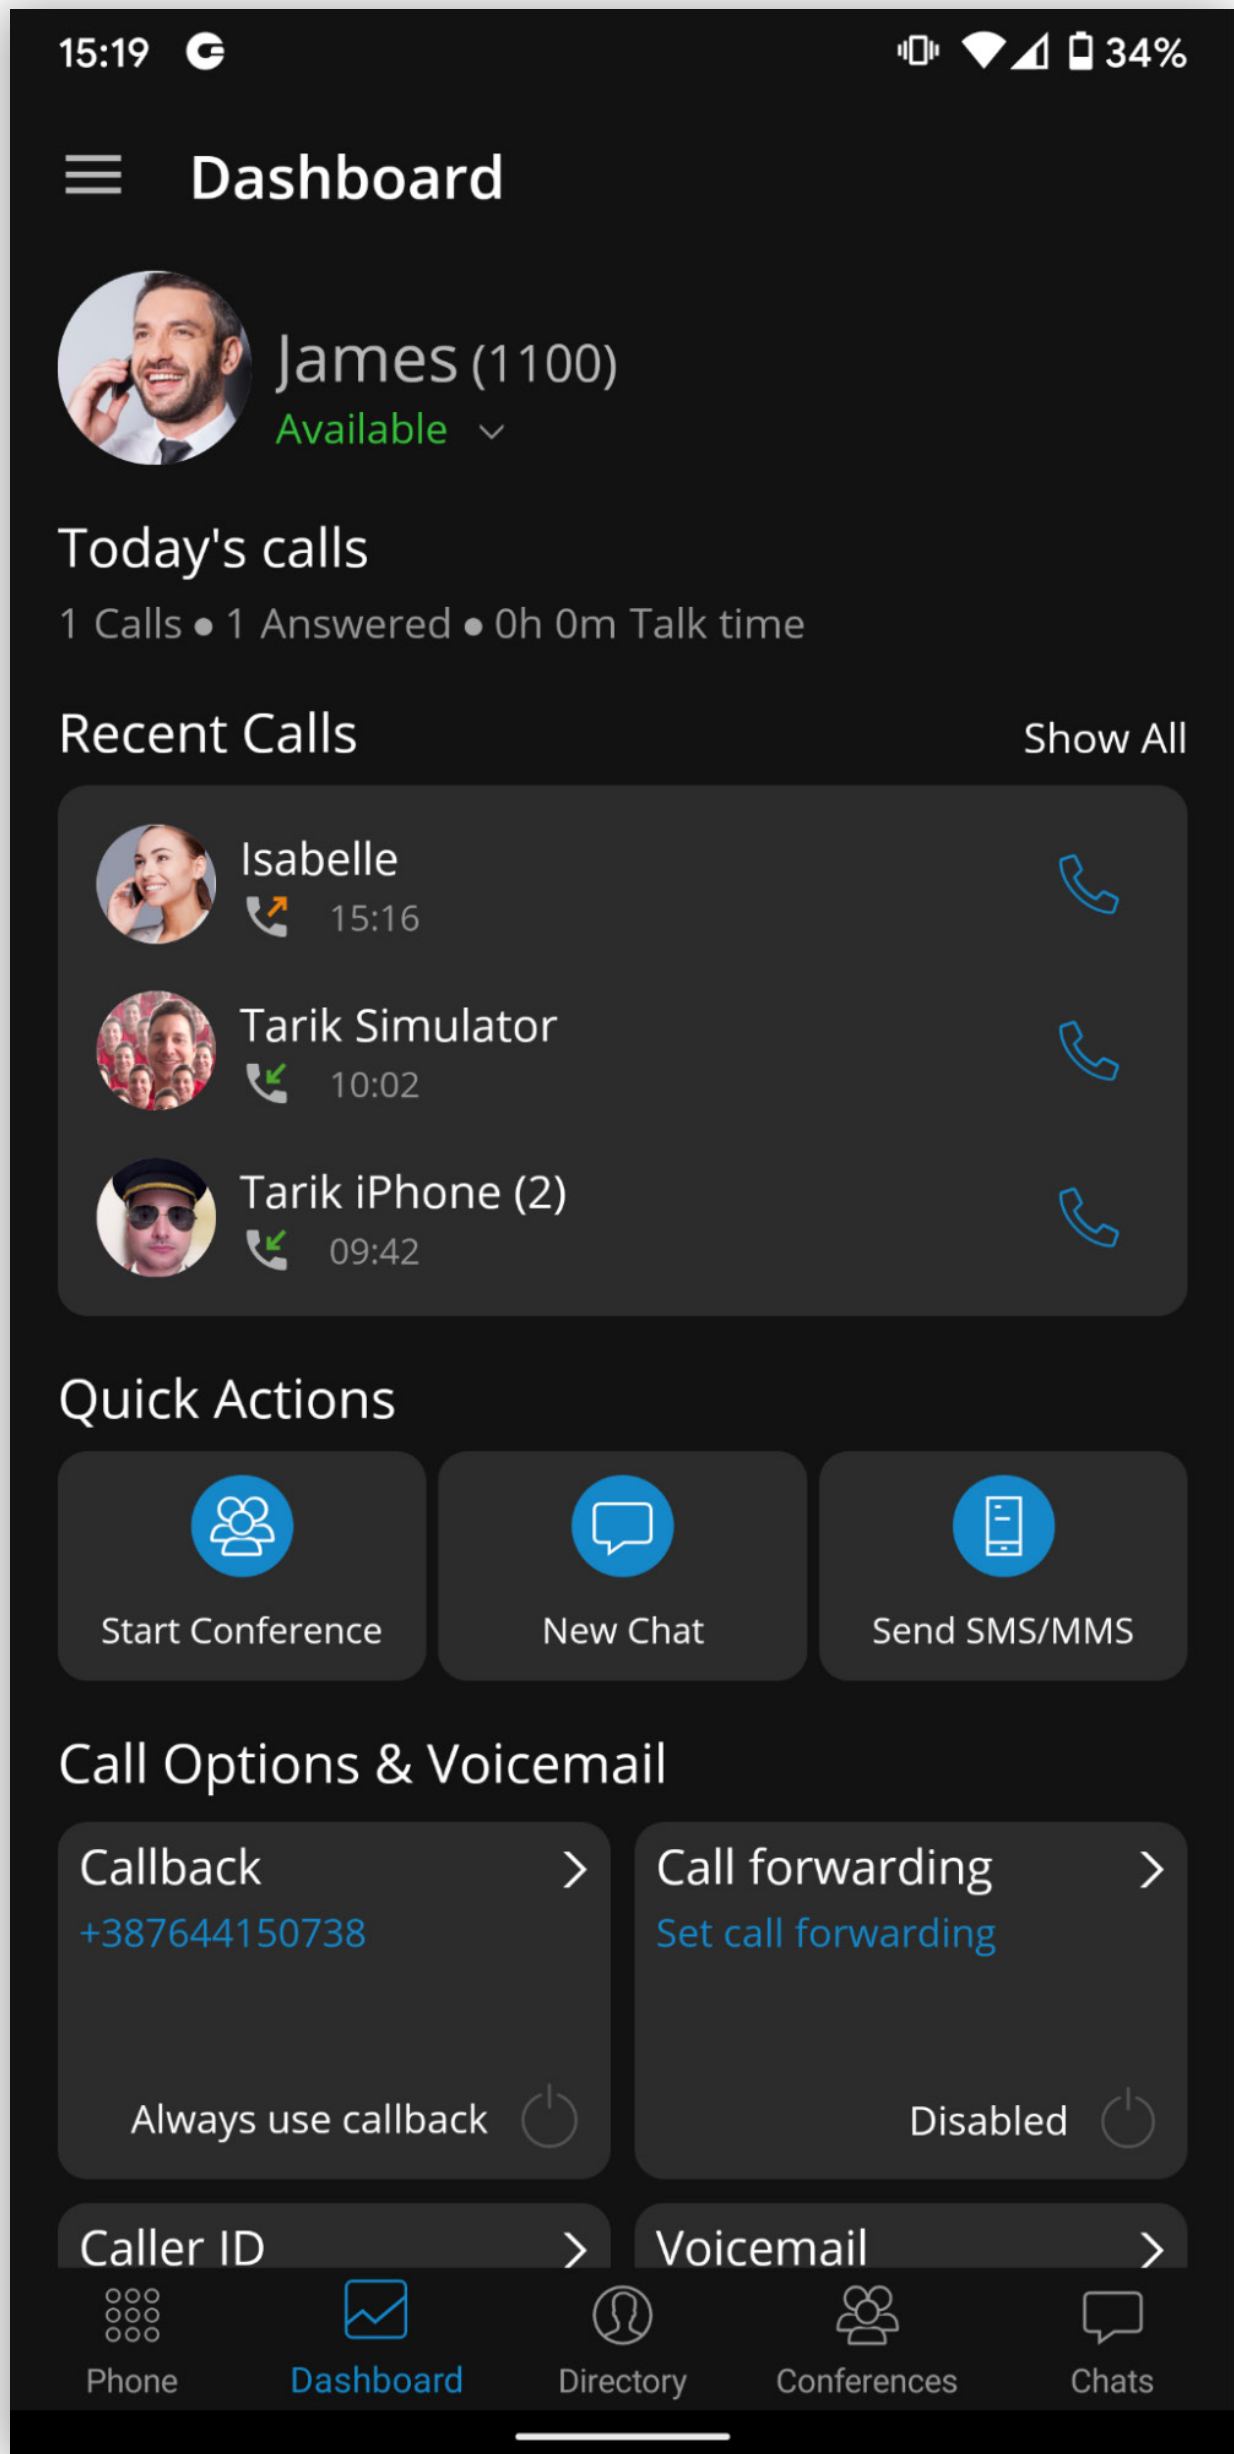 15:19 34%
Dashboard
James (1100)
Available
Today's calls
1 Calls ● 1 Answered ● 0h 0m Talk time
Recent Calls Show All
Isabelle
15:16
Tarik Simulator
10:02
Tarik iPhone (2)
09:42
Quick Actions
Start Conference New Chat Send SMS/MMS
Call Options & Voicemail
Callback Call forwarding
+387644150738 Set call forwarding
Always use callback Disabled
Caller ID Voicemail
Phone Dashboard Directory Conferences Chats